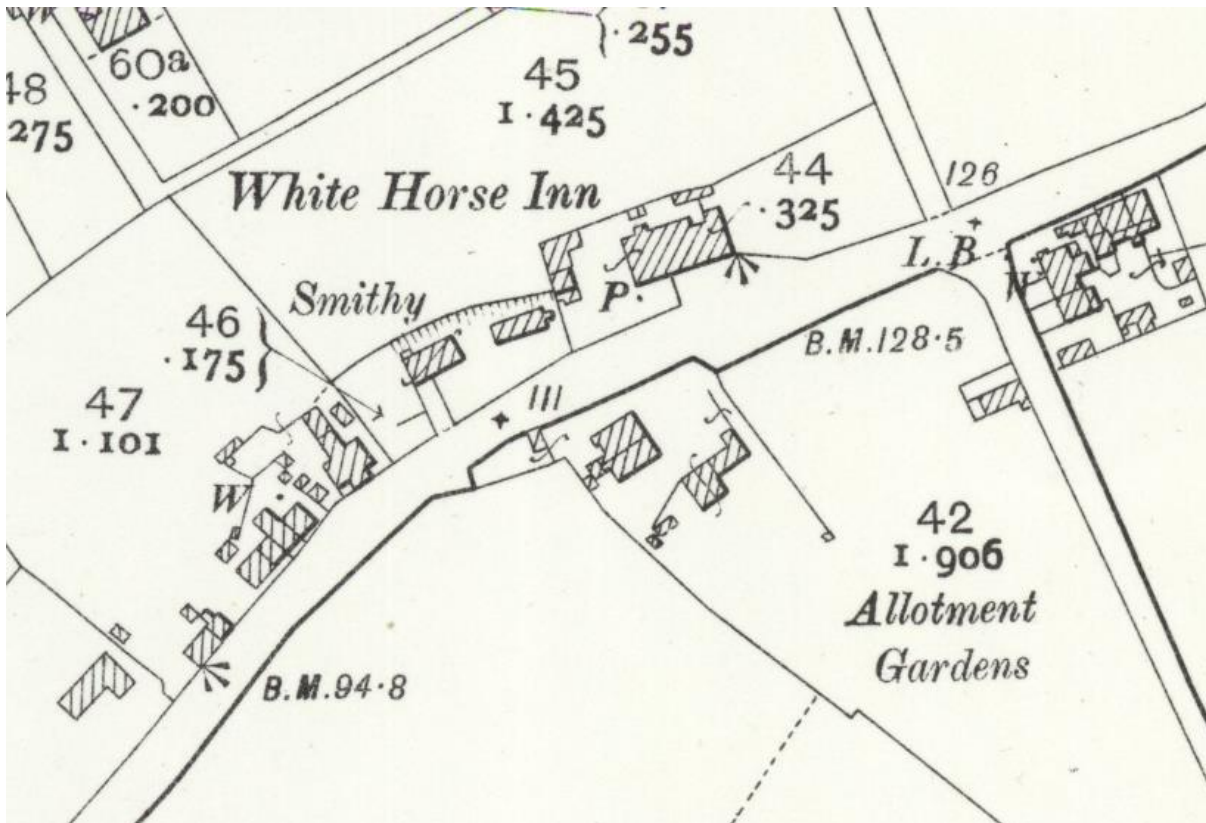 60a
·200
48
275
·255
45
1·425
White Horse Inn
44
·325
126
L.B
W
P.
Smithy
46
·175
111
B.M.128·5
47
1·101
W
42
1·906
Allotment
Gardens
B.M.94·8